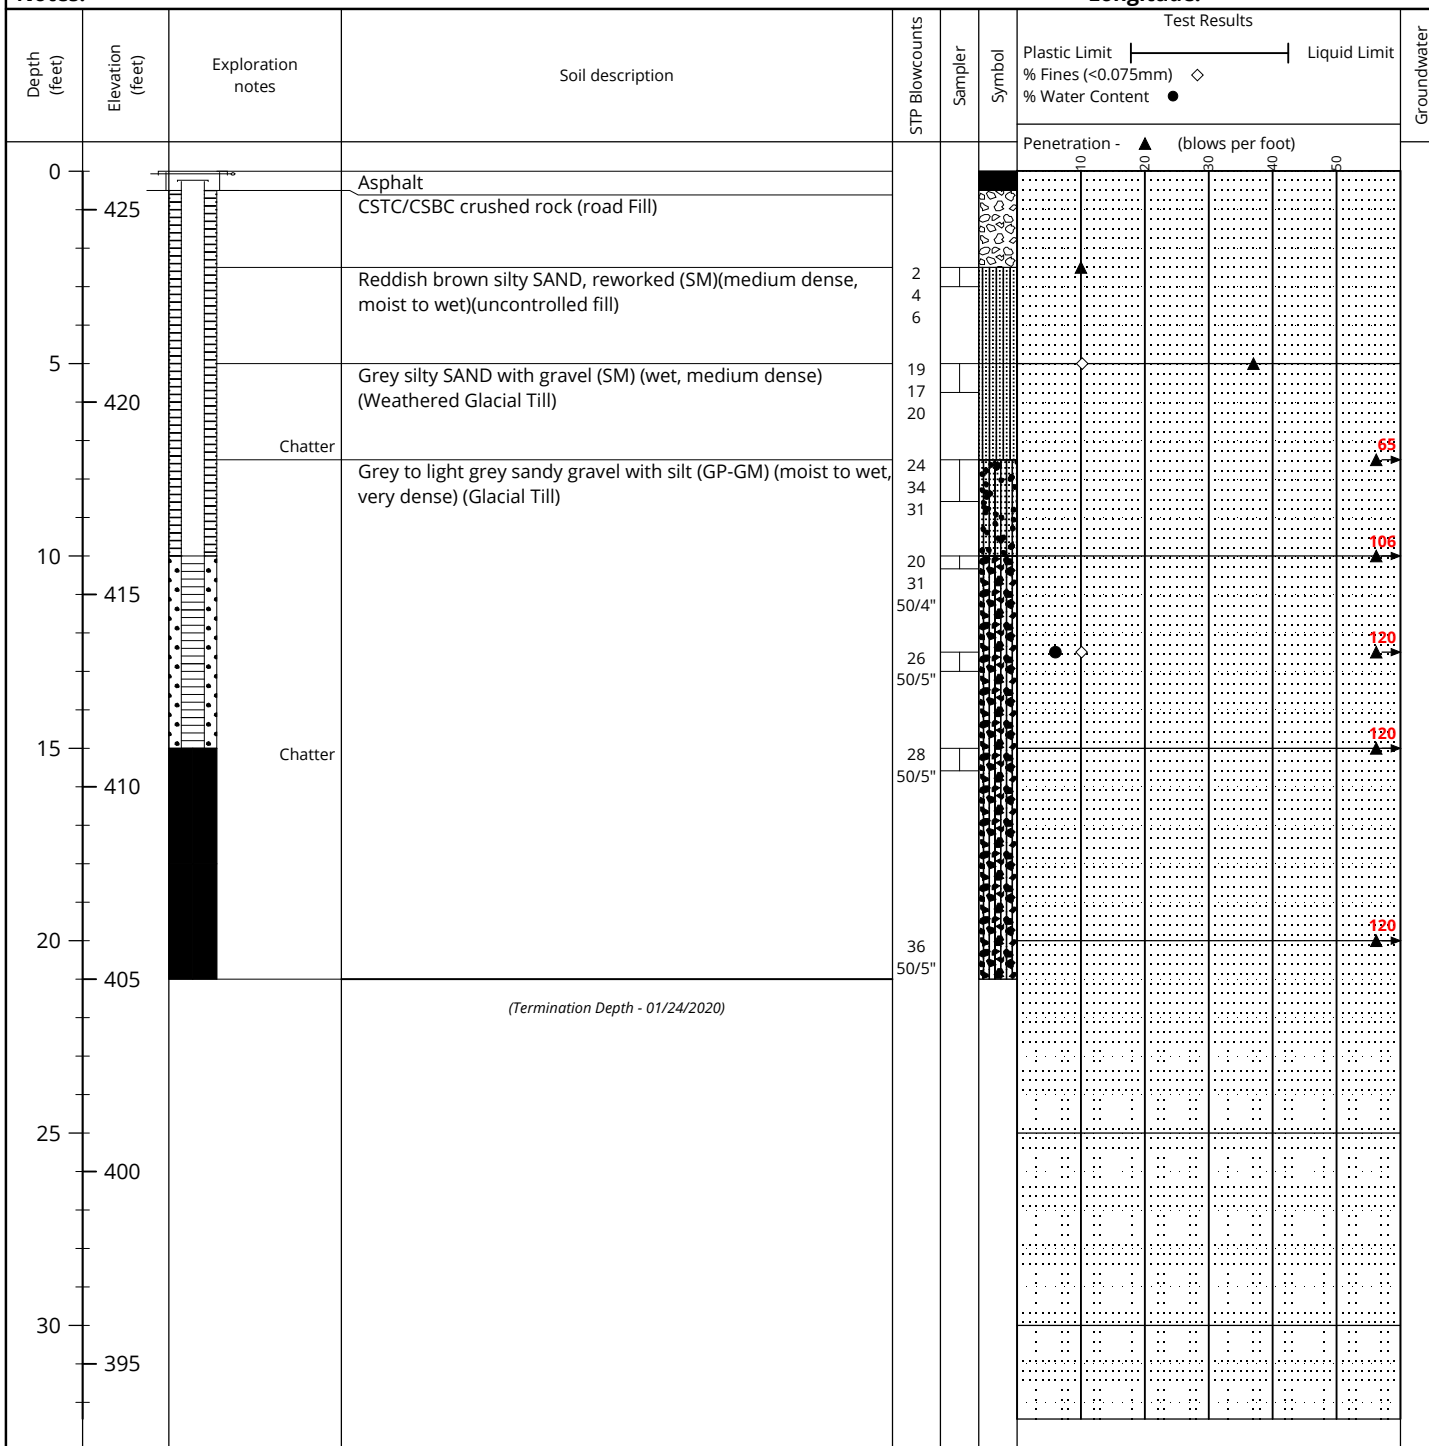 Test Results
Depth (feet)
Elevation (feet)
Exploration notes
Soil description
STP Blowcounts
Sampler
Symbol
Plastic Limit
Liquid Limit
% Fines (<0.075mm)
% Water Content
Groundwater
Penetration - (blows per foot)
10 20 30 40 50
0
Asphalt
425
CSTC/CSBC crushed rock (road Fill)
Reddish brown silty SAND, reworked (SM)(medium dense,
moist to wet)(uncontrolled fill)
2
4
6
5
Grey silty SAND with gravel (SM) (wet, medium dense)
(Weathered Glacial Till)
19
17
20
420
Chatter
65
Grey to light grey sandy gravel with silt (GP-GM) (moist to wet,
very dense) (Glacial Till)
24
34
31
10
106
20
31
50/4"
415
120
26
50/5"
15
Chatter
120
28
50/5"
410
20
120
36
50/5"
405
(Termination Depth - 01/24/2020)
25
400
30
395